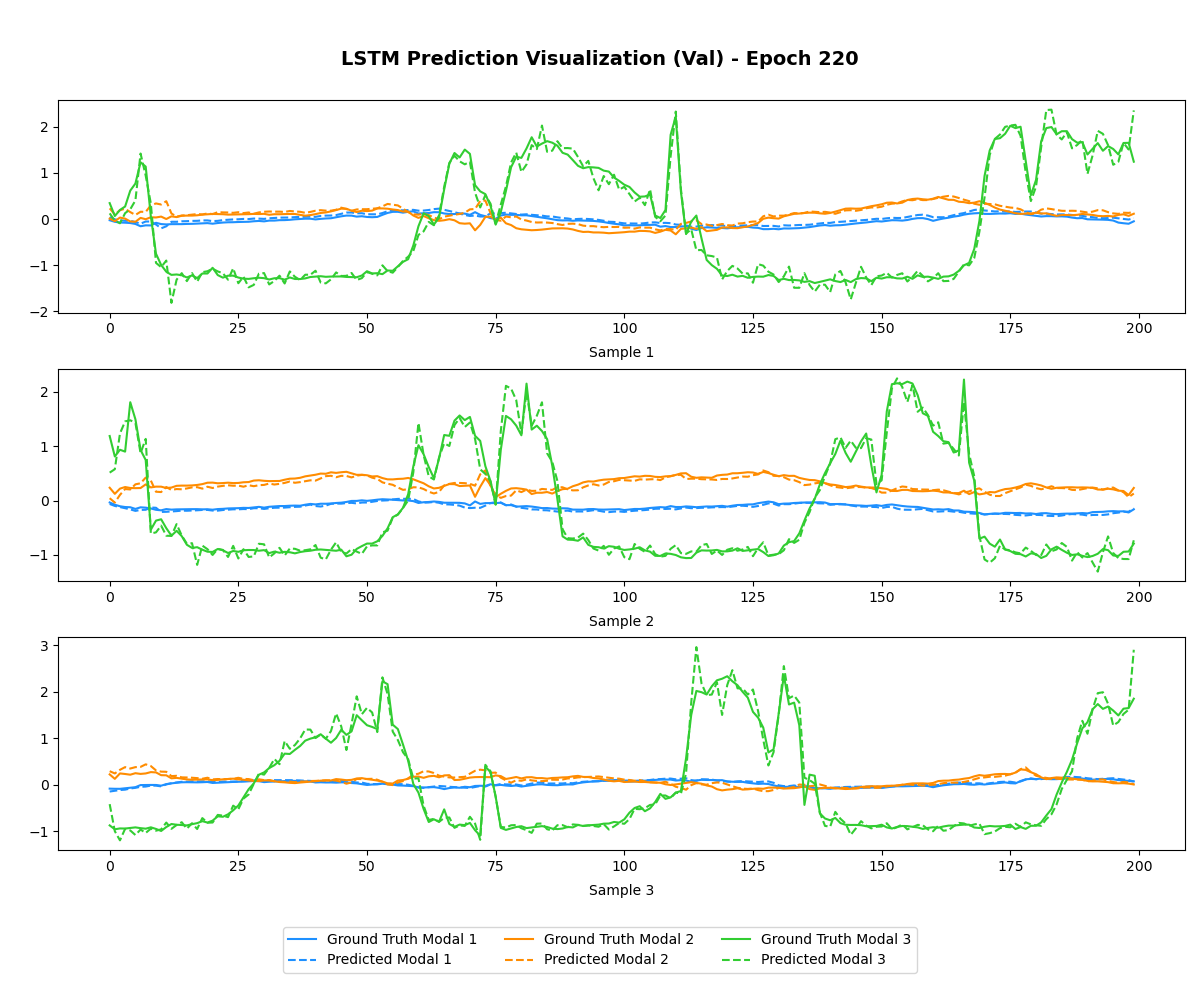 LSTM Prediction Visualization (Val) - Epoch 220
2
1
0
−1
−2
0 25 50 75 100 125 150 175 200
Sample 1
2
1
0
−1
0 25 50 75 100 125 150 175 200
Sample 2
3
2
1
0
−1
0 25 50 75 100 125 150 175 200
Sample 3
Ground Truth Modal 1 Ground Truth Modal 2 Ground Truth Modal 3
Predicted Modal 1 Predicted Modal 2 Predicted Modal 3